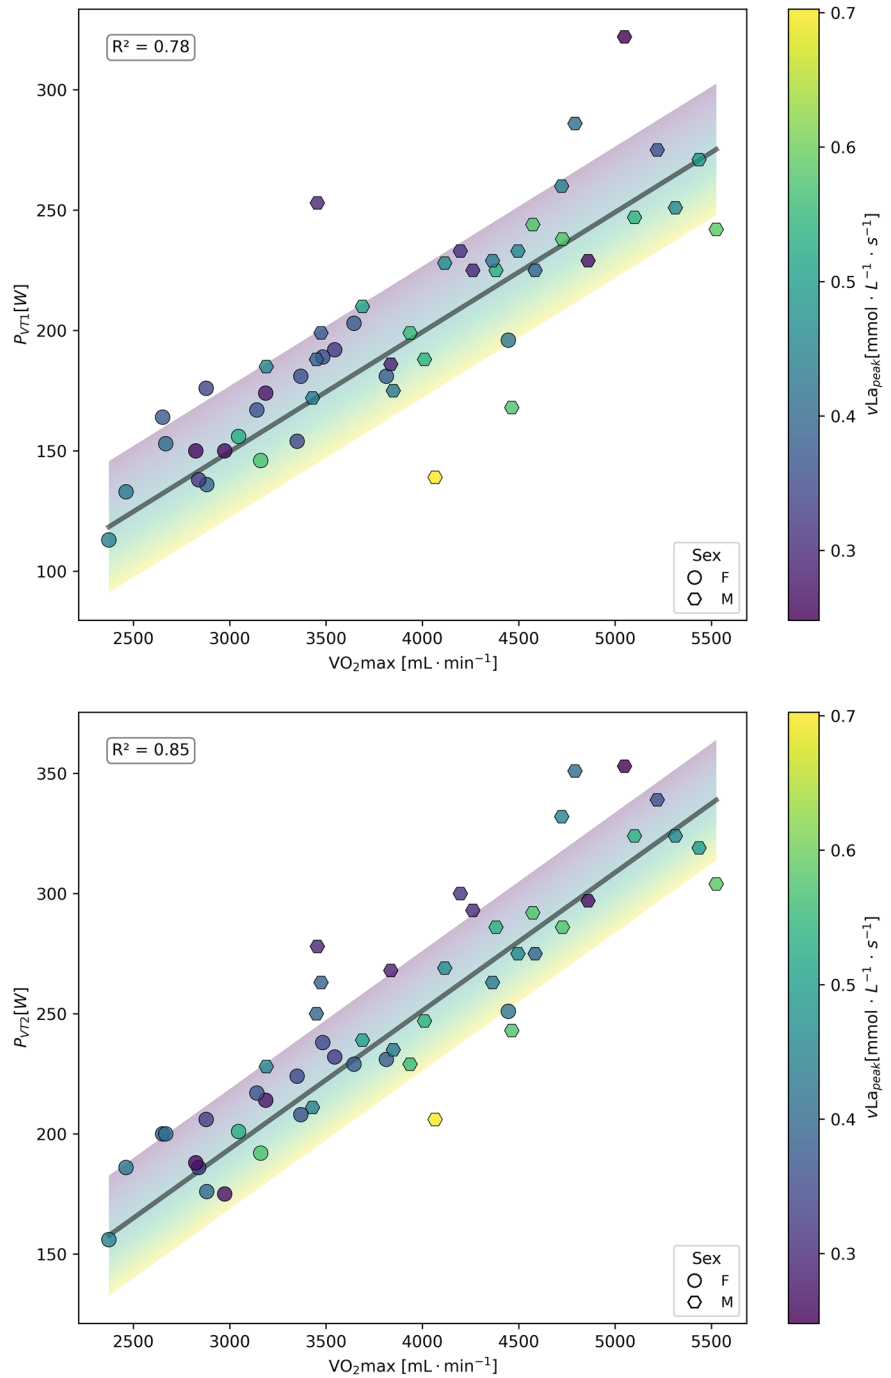 R² = 0.78
300
250
200
150
100
P_VT1[W]
2500 3000 3500 4000 4500 5000 5500
VO₂max [mL · min⁻¹]
Sex
F
M
0.7
0.6
0.5
0.4
0.3
vLa_peak[mmol · L⁻¹ · s⁻¹]
R² = 0.85
350
300
250
200
150
P_VT2[W]
2500 3000 3500 4000 4500 5000 5500
VO₂max [mL · min⁻¹]
Sex
F
M
0.7
0.6
0.5
0.4
0.3
vLa_peak[mmol · L⁻¹ · s⁻¹]